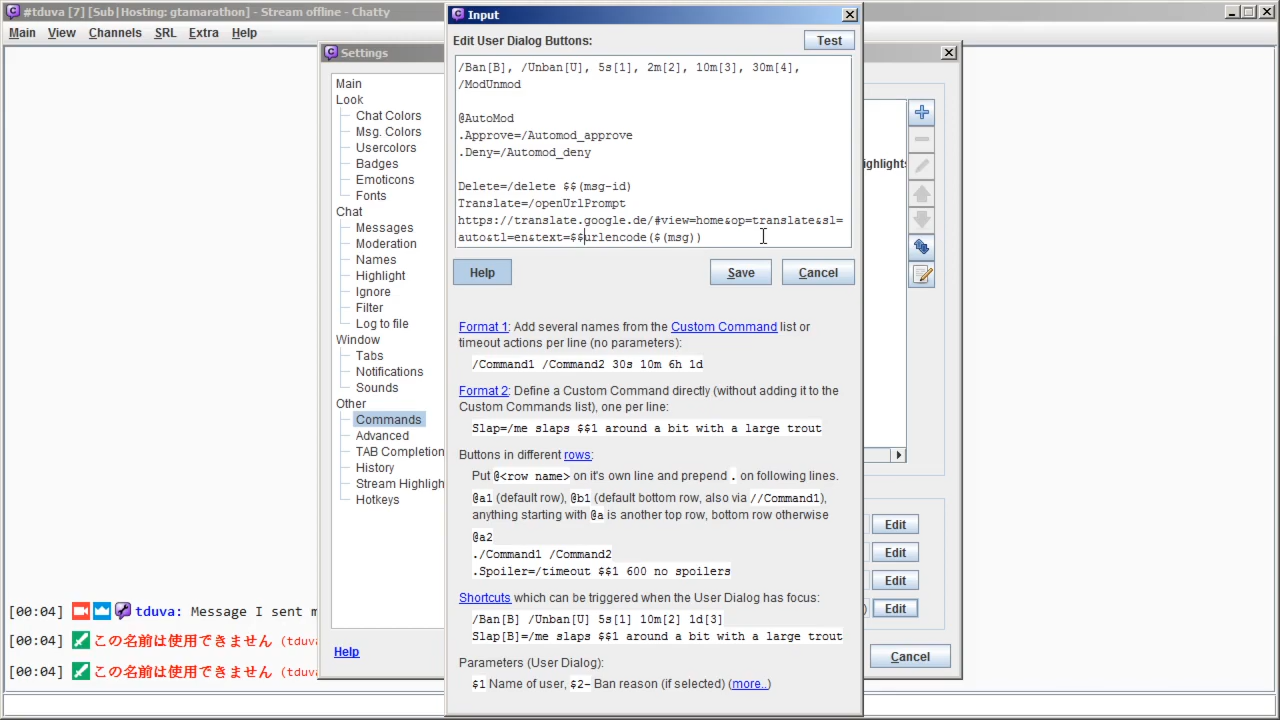 #tduva [7] [Sub|Hosting: gtamarathon] - Stream offline - Chatty
Main View Channels SRL Extra Help
Settings
Main
Look
Chat Colors
Msg. Colors
Usercolors
Badges
Emoticons
Fonts
Chat
Messages
Moderation
Names
Highlight
Ignore
Filter
Log to file
Window
Tabs
Notifications
Sounds
Other
Commands
Advanced
TAB Completion
History
Stream Highligh
Hotkeys
Help
Input
Edit User Dialog Buttons:
Test
/Ban[B], /Unban[U], 5s[1], 2m[2], 10m[3], 30m[4],
/ModUnmod
@AutoMod
.Approve=/Automod_approve
.Deny=/Automod_deny
Delete=/delete $$(msg-id)
Translate=/openUrlPrompt
https://translate.google.de/#view=home&op=translate&sl=
auto&tl=en&text=$$urlencode($(msg))
Help Save Cancel
Format 1: Add several names from the Custom Command list or
timeout actions per line (no parameters):
/Command1 /Command2 30s 10m 6h 1d
Format 2: Define a Custom Command directly (without adding it to the
Custom Commands list), one per line:
Slap=/me slaps $$1 around a bit with a large trout
Buttons in different rows:
Put @<row name> on it's own line and prepend . on following lines.
@a1 (default row), @b1 (default bottom row, also via //Command1),
anything starting with @a is another top row, bottom row otherwise
@a2
./Command1 /Command2
.Spoiler=/timeout $$1 600 no spoilers
Shortcuts which can be triggered when the User Dialog has focus:
/Ban[B] /Unban[U] 5s[1] 10m[2] 1d[3]
Slap[B]=/me slaps $$1 around a bit with a large trout
Parameters (User Dialog):
$1 Name of user, $2- Ban reason (if selected) (more..)
ighlights
Edit
Edit
Edit
) Edit
Cancel
[00:04] tduva: Message I sent m
[00:04] この名前は使用できません (tduva
[00:04] この名前は使用できません (tduva